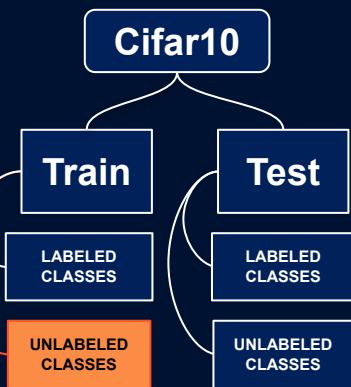 Cifar10
Train
Test
LABELED
CLASSES
LABELED
CLASSES
UNLABELED
CLASSES
UNLABELED
CLASSES